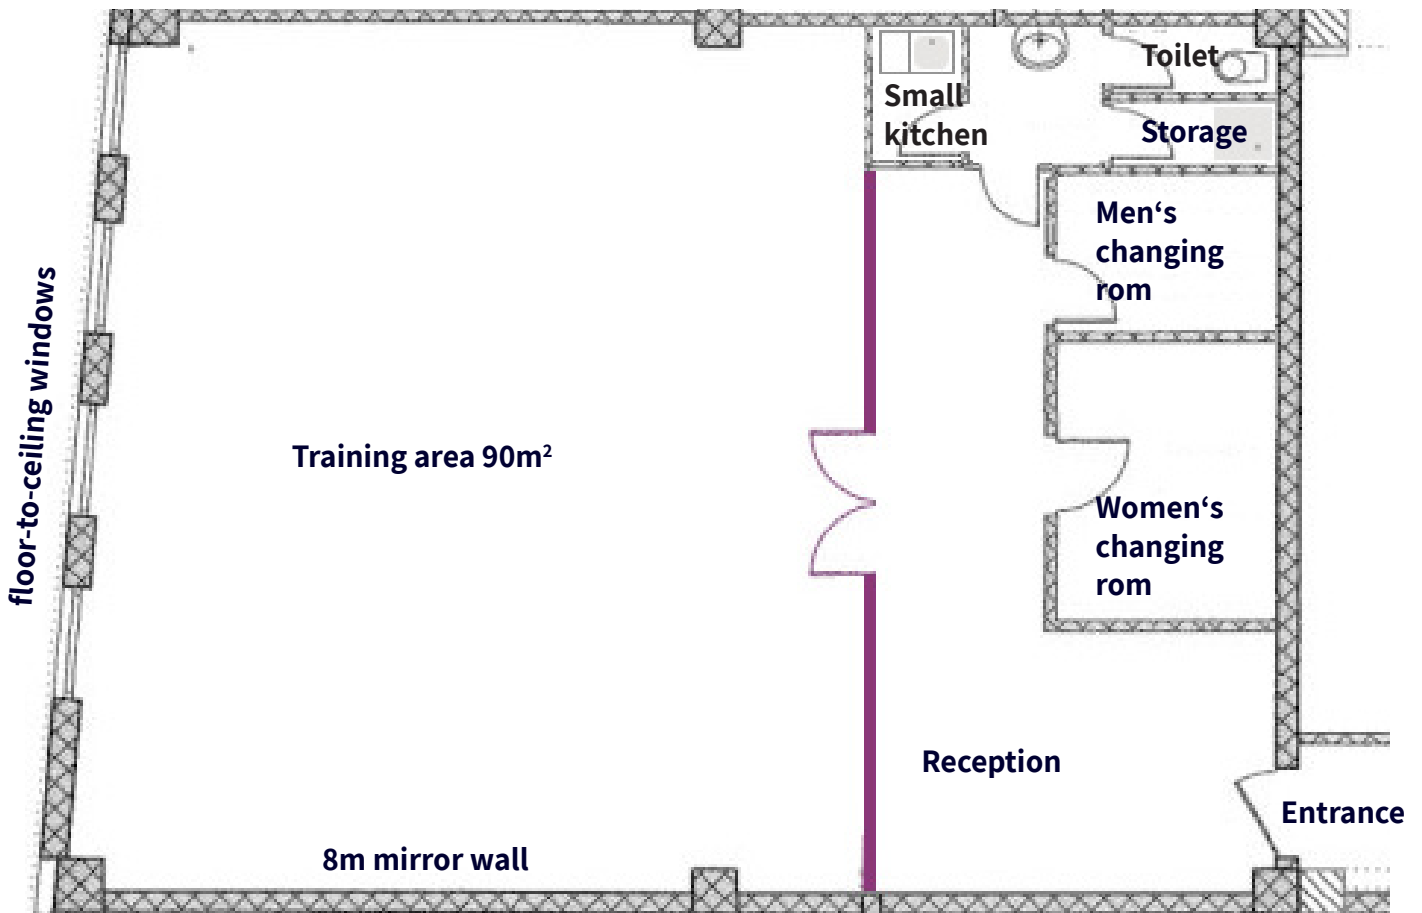 Toilet
Small
kitchen
Storage
Men‘s
changing
rom
floor-to-ceiling windows
Training area 90m²
Women‘s
changing
rom
Reception
Entrance
8m mirror wall